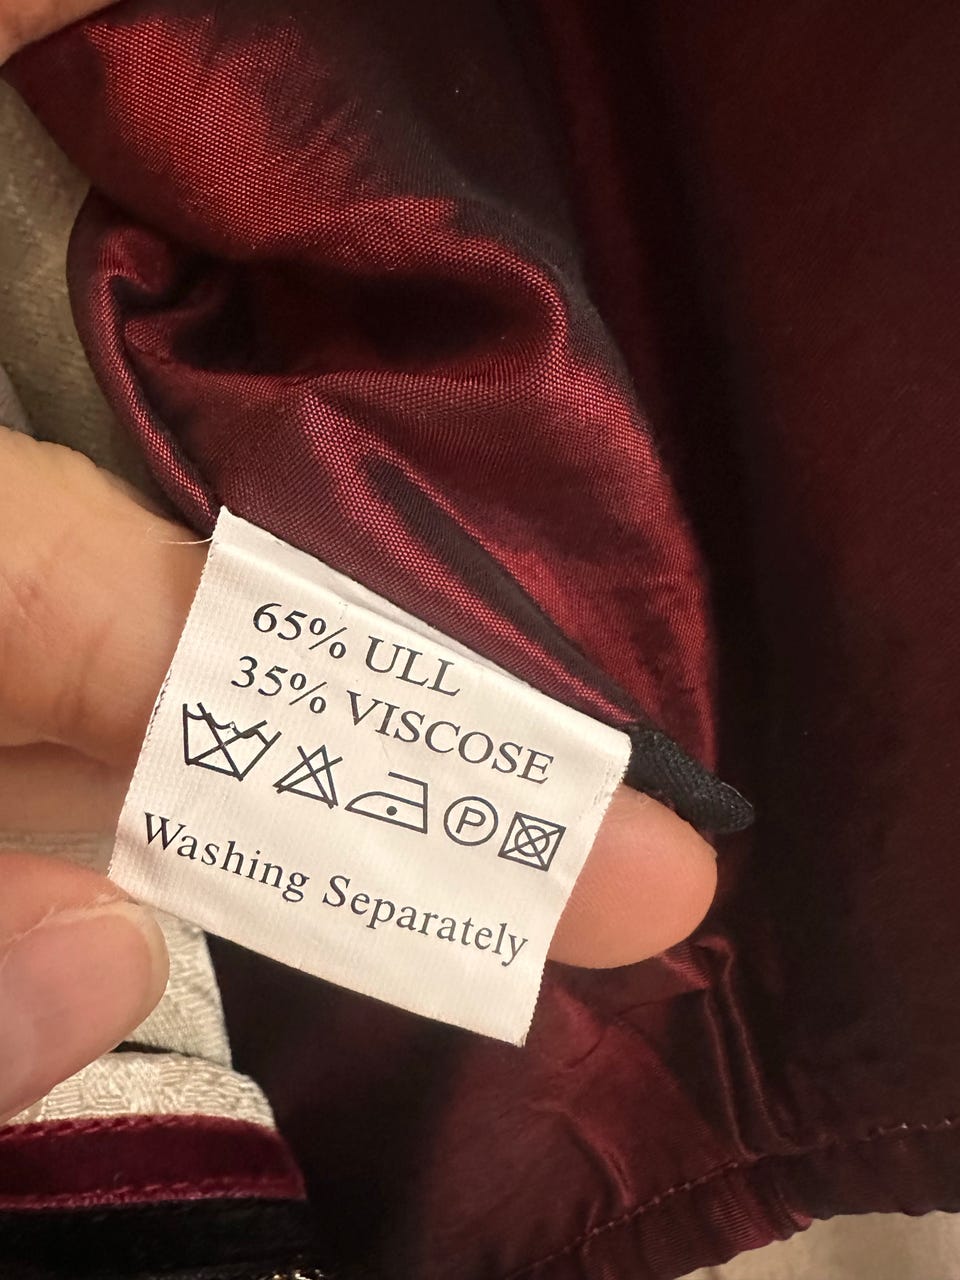 65% ULL
35% VISCOSE
P
Washing Separately